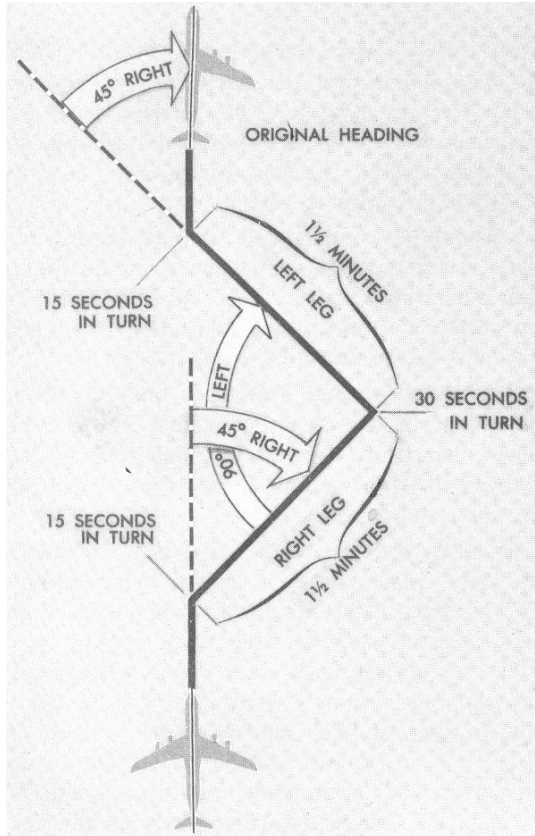 45° RIGHT
ORIGINAL HEADING
1½ MINUTES
LEFT LEG
15 SECONDS
IN TURN
LEFT
30 SECONDS
IN TURN
45° RIGHT
90°
15 SECONDS
IN TURN
RIGHT LEG
1½ MINUTES